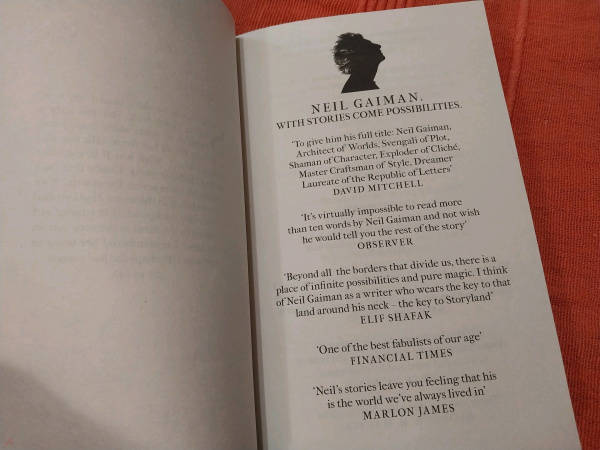 NEIL GAIMAN.
WITH STORIES COME POSSIBILITIES.
‘To give him his full title: Neil Gaiman,
Architect of Worlds, Svengali of Plot,
Shaman of Character, Exploder of Cliché,
Master Craftsman of Style, Dreamer
Laureate of the Republic of Letters’
DAVID MITCHELL
‘It’s virtually impossible to read more
than ten words by Neil Gaiman and not wish
he would tell you the rest of the story’
OBSERVER
‘Beyond all the borders that divide us, there is a
place of infinite possibilities and pure magic. I think
of Neil Gaiman as a writer who wears the key to that
land around his neck – the key to Storyland’
ELIF SHAFAK
‘One of the best fabulists of our age’
FINANCIAL TIMES
‘Neil’s stories leave you feeling that his
is the world we’ve always lived in’
MARLON JAMES